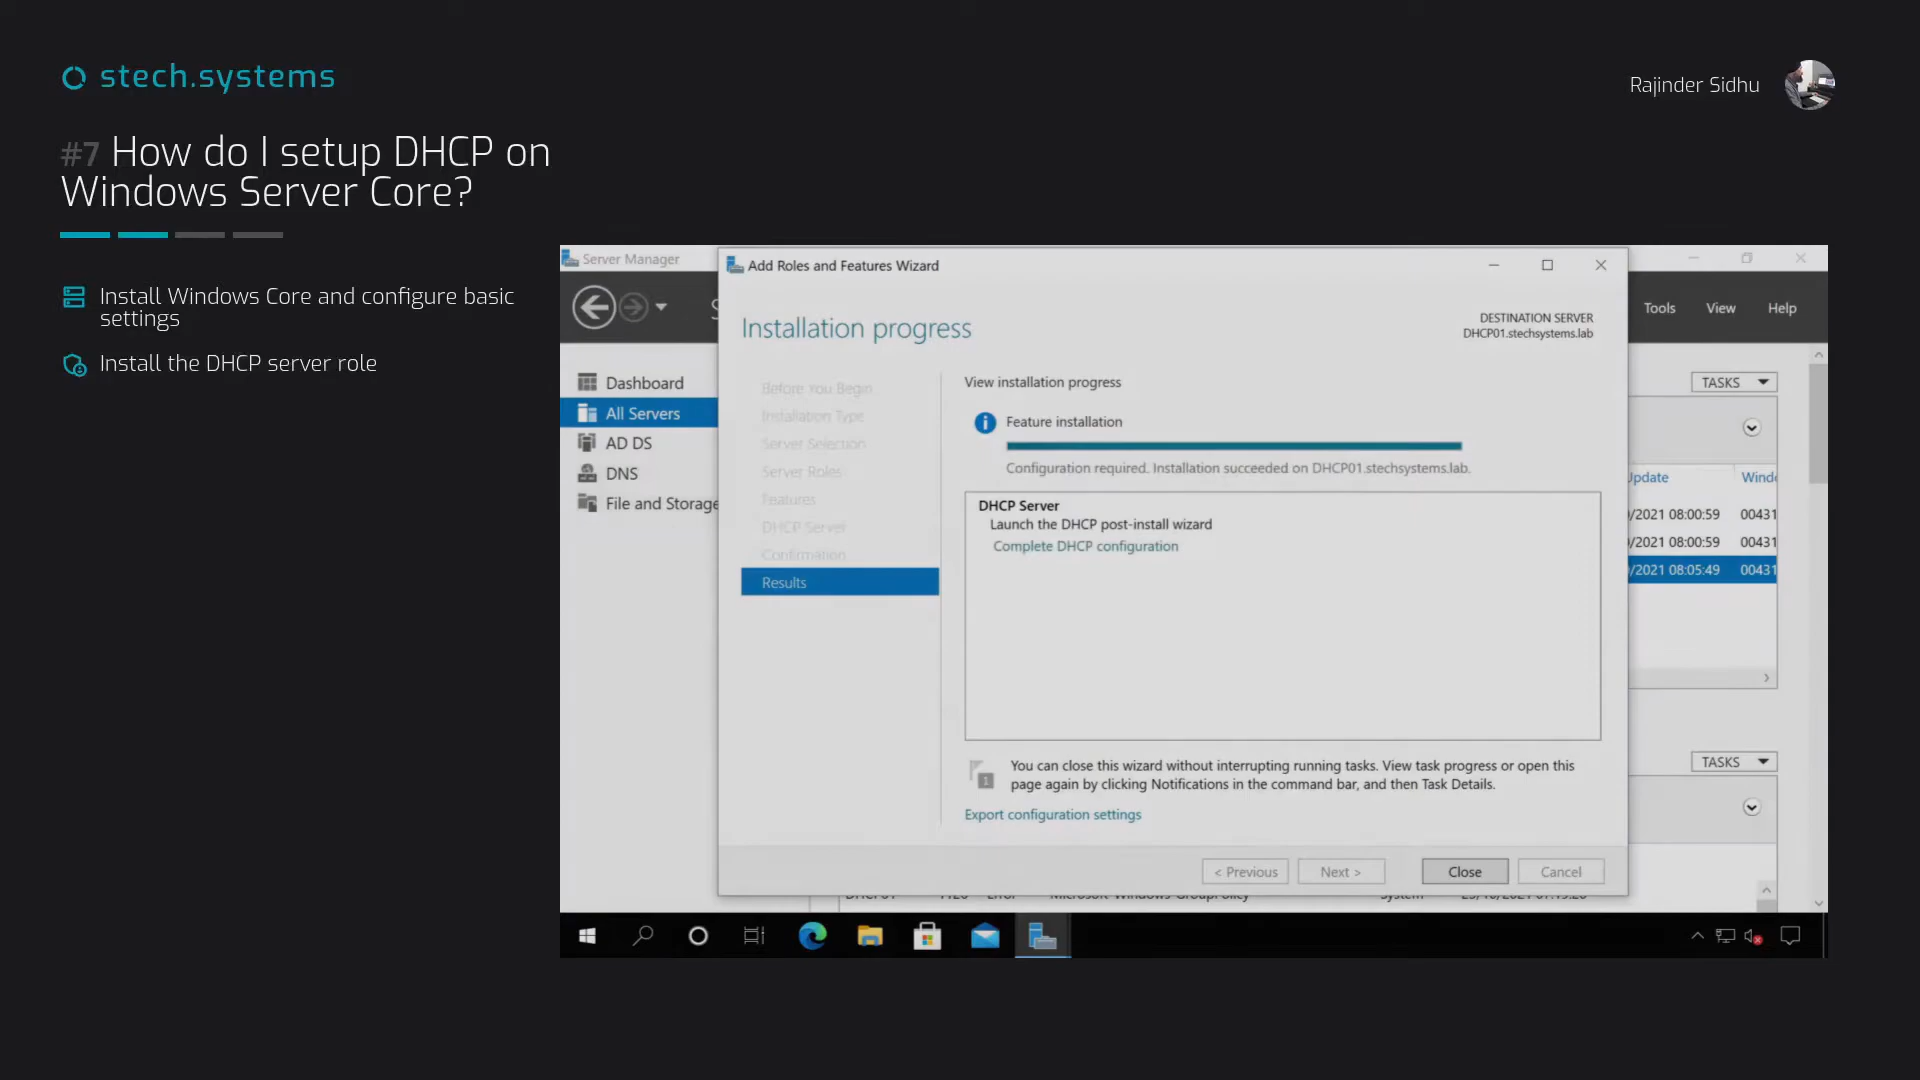 stech.systems
Rajinder Sidhu
#7 How do I setup DHCP on
Windows Server Core?
Install Windows Core and configure basic
settings
Install the DHCP server role
Server Manager
Add Roles and Features Wizard
Tools View Help
Installation progress
DESTINATION SERVER
DHCP01.stechsystems.lab
Dashboard
All Servers
AD DS
DNS
File and Storage
Before You Begin
Installation Type
Server Selection
Server Roles
Features
DHCP Server
Confirmation
Results
View installation progress
Feature installation
Configuration required. Installation succeeded on DHCP01.stechsystems.lab.
DHCP Server
Launch the DHCP post-install wizard
Complete DHCP configuration
You can close this wizard without interrupting running tasks. View task progress or open this
page again by clicking Notifications in the command bar, and then Task Details.
Export configuration settings
< Previous
Next >
Close
Cancel
TASKS
Update
/2021 08:00:59 00431
/2021 08:00:59 00431
/2021 08:05:49 00431
TASKS